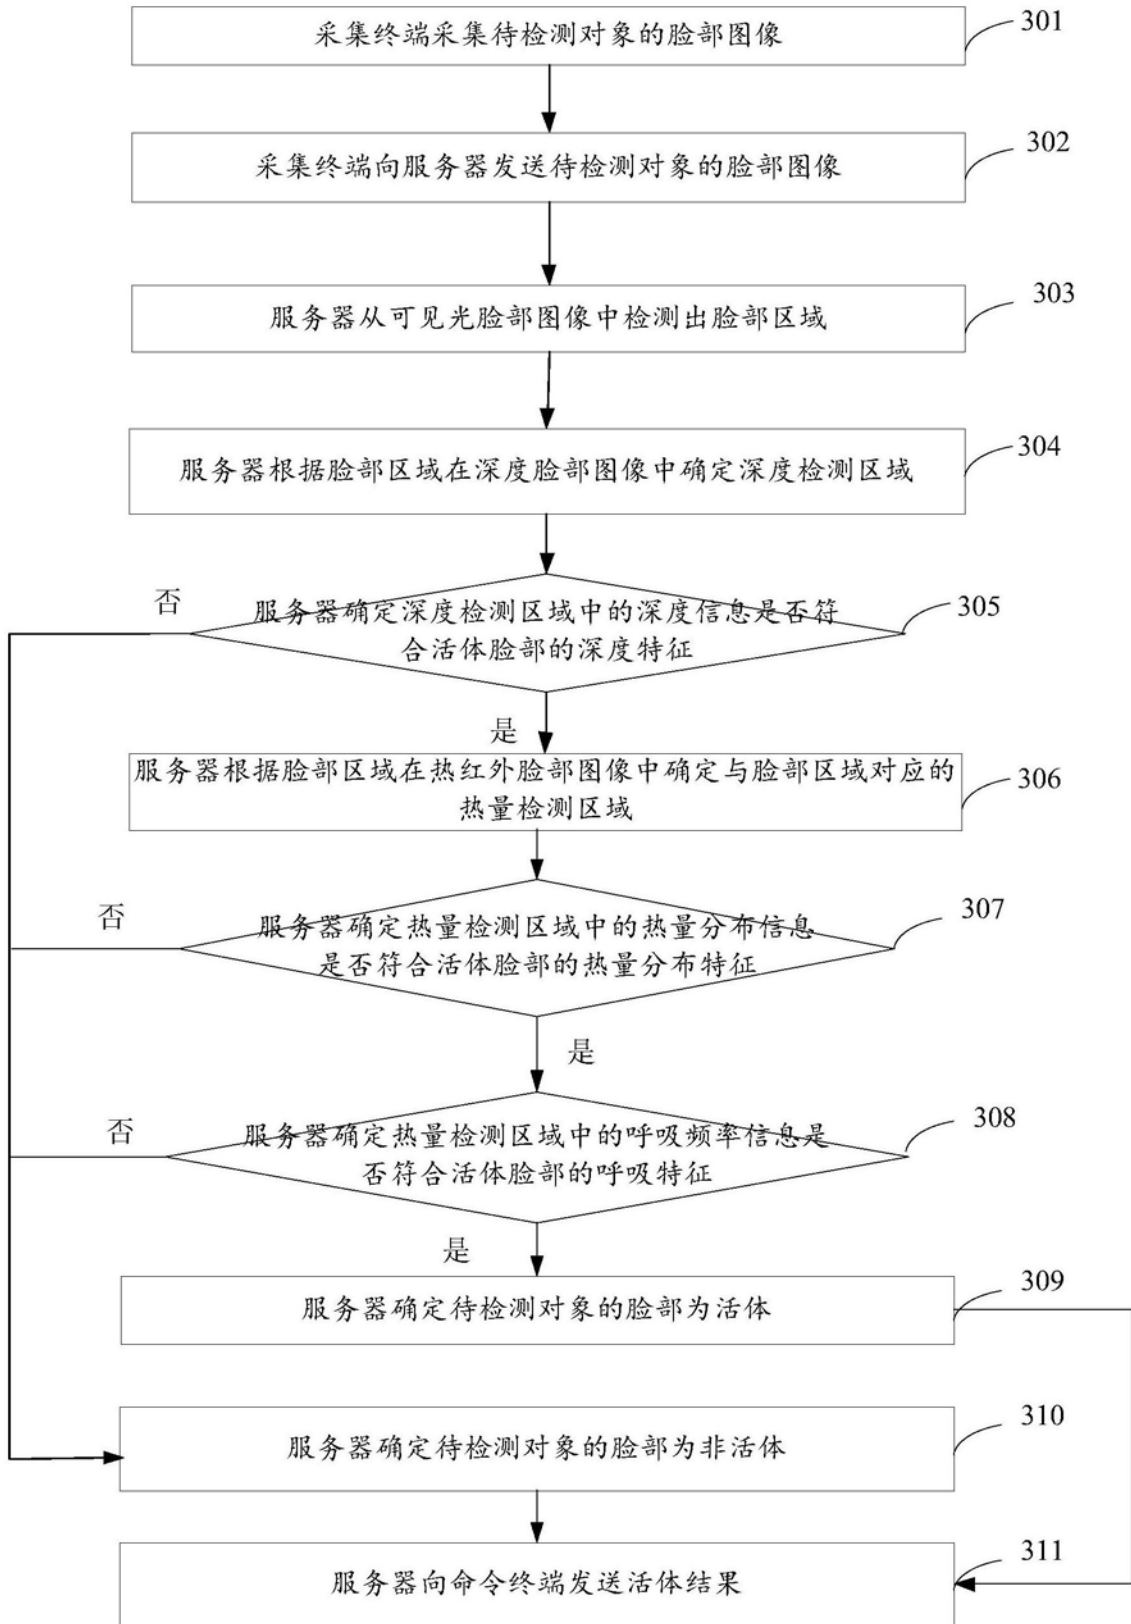 采集终端采集待检测对象的脸部图像
301
采集终端向服务器发送待检测对象的脸部图像
302
服务器从可见光脸部图像中检测出脸部区域
303
服务器根据脸部区域在深度脸部图像中确定深度检测区域
304
否
服务器确定深度检测区域中的深度信息是否符
合活体脸部的深度特征
305
是
服务器根据脸部区域在热红外脸部图像中确定与脸部区域对应的
热量检测区域
306
否
服务器确定热量检测区域中的热量分布信息
是否符合活体脸部的热量分布特征
307
是
否
服务器确定热量检测区域中的呼吸频率信息是
否符合活体脸部的呼吸特征
308
是
服务器确定待检测对象的脸部为活体
309
服务器确定待检测对象的脸部为非活体
310
服务器向命令终端发送活体结果
311